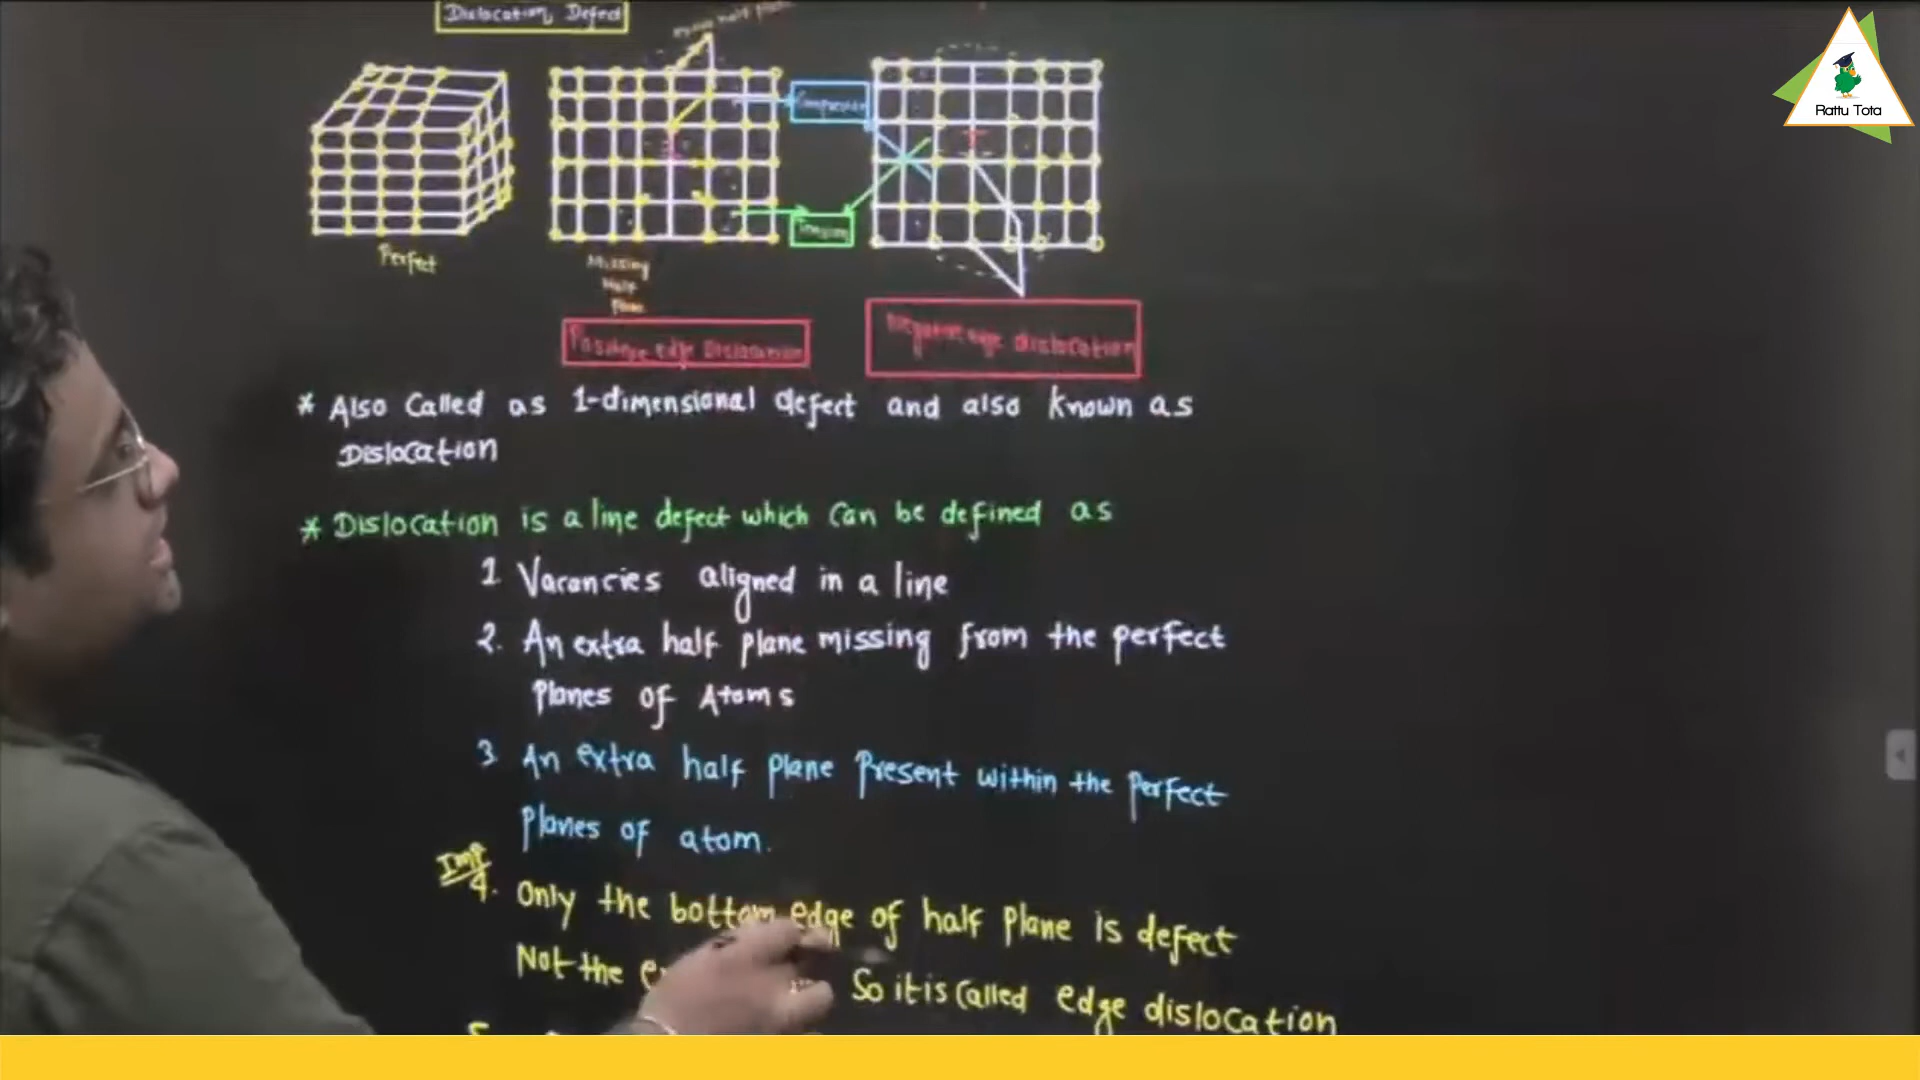 Dislocation Defect
half plane
Compression
Tension
Perfect
Missing
Half
Plane
Positive edge Dislocation
Negative edge dislocation
* Also Called as 1-dimensional defect and also known as
Dislocation
* Dislocation is a line defect which can be defined as
1. Vacancies aligned in a line
2. An extra half plane missing from the perfect
Planes of Atoms
3 An extra half plane Present within the perfect
Planes of atom.
Imp
4. Only the bottom edge of half plane is defect
Not the So it is called edge dislocation
5
Rattu Tota